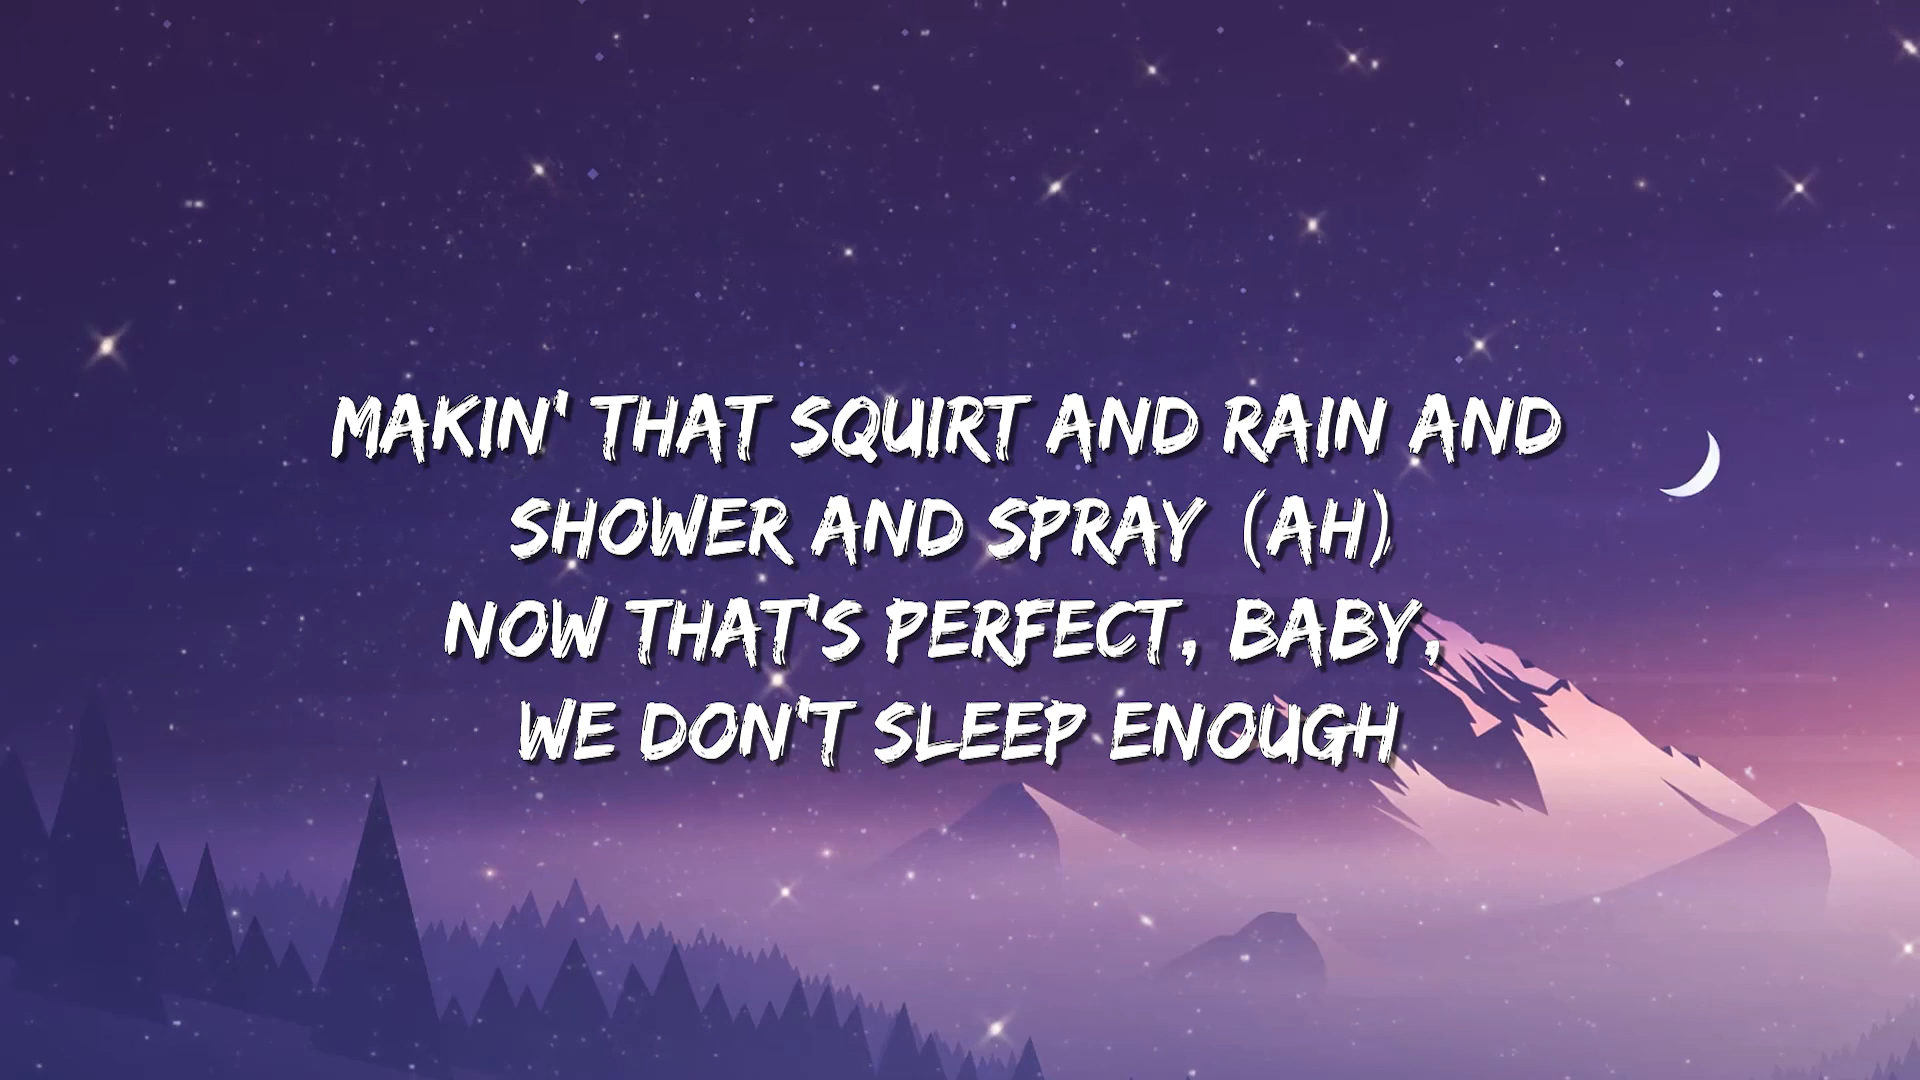 MAKIN' THAT SQUIRT AND RAIN AND
SHOWER AND SPRAY (AH)
NOW THAT'S PERFECT, BABY,
WE DON'T SLEEP ENOUGH